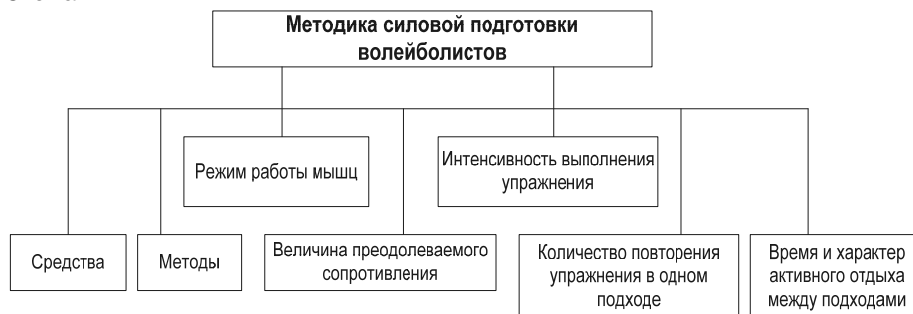 Методика силовой подготовки
волейболистов
Режим работы мышц
Интенсивность выполнения
упражнения
Средства
Методы
Величина преодолеваемого
сопротивления
Количество повторения
упражнения в одном
подходе
Время и характер
активного отдыха
между подходами